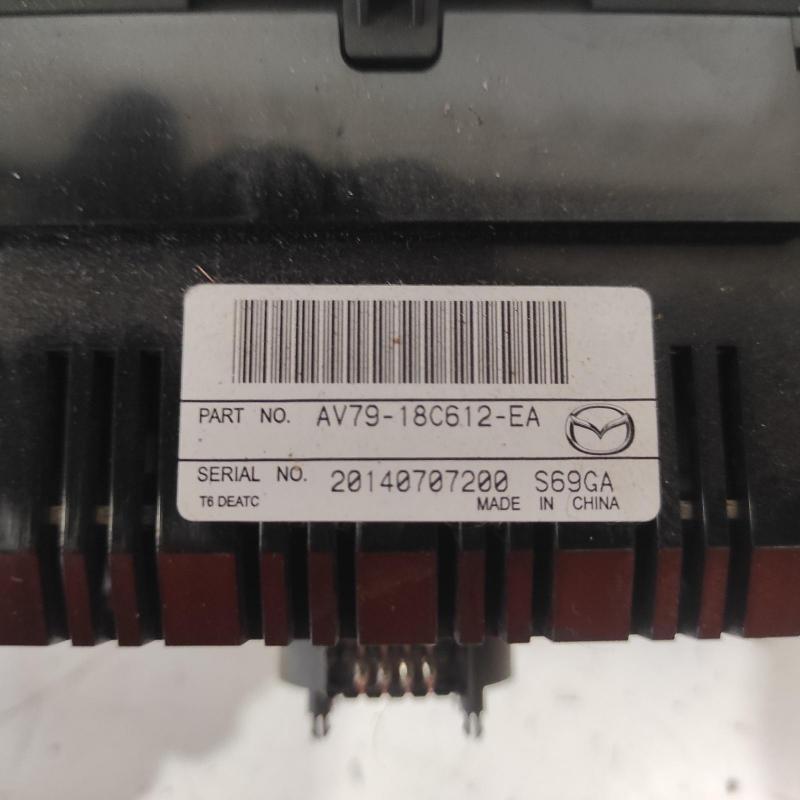 PART NO. AV79-18C612-EA
SERIAL NO. 20140707200 S69GA
T6 DEATC MADE IN CHINA